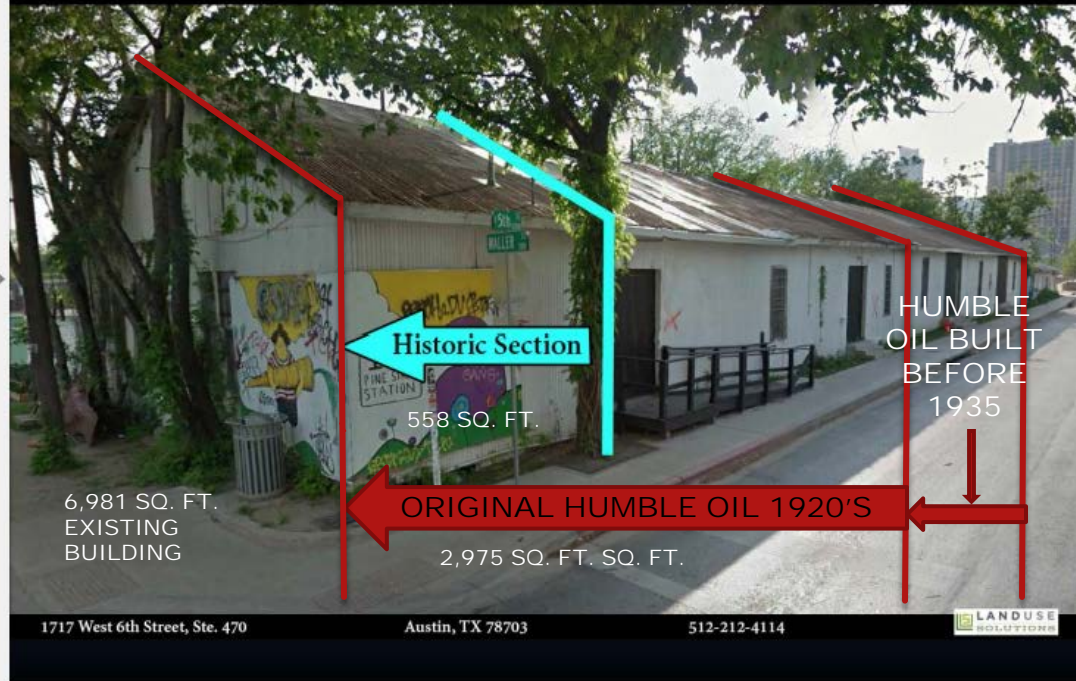 5th
WALLER
Historic Section
PINE ST
STATION
GANG
558 SQ. FT.
HUMBLE
OIL BUILT
BEFORE
1935
6,981 SQ. FT.
EXISTING
BUILDING
ORIGINAL HUMBLE OIL 1920'S
2,975 SQ. FT. SQ. FT.
1717 West 6th Street, Ste. 470
Austin, TX 78703
512-212-4114
LANDUSE
SOLUTIONS